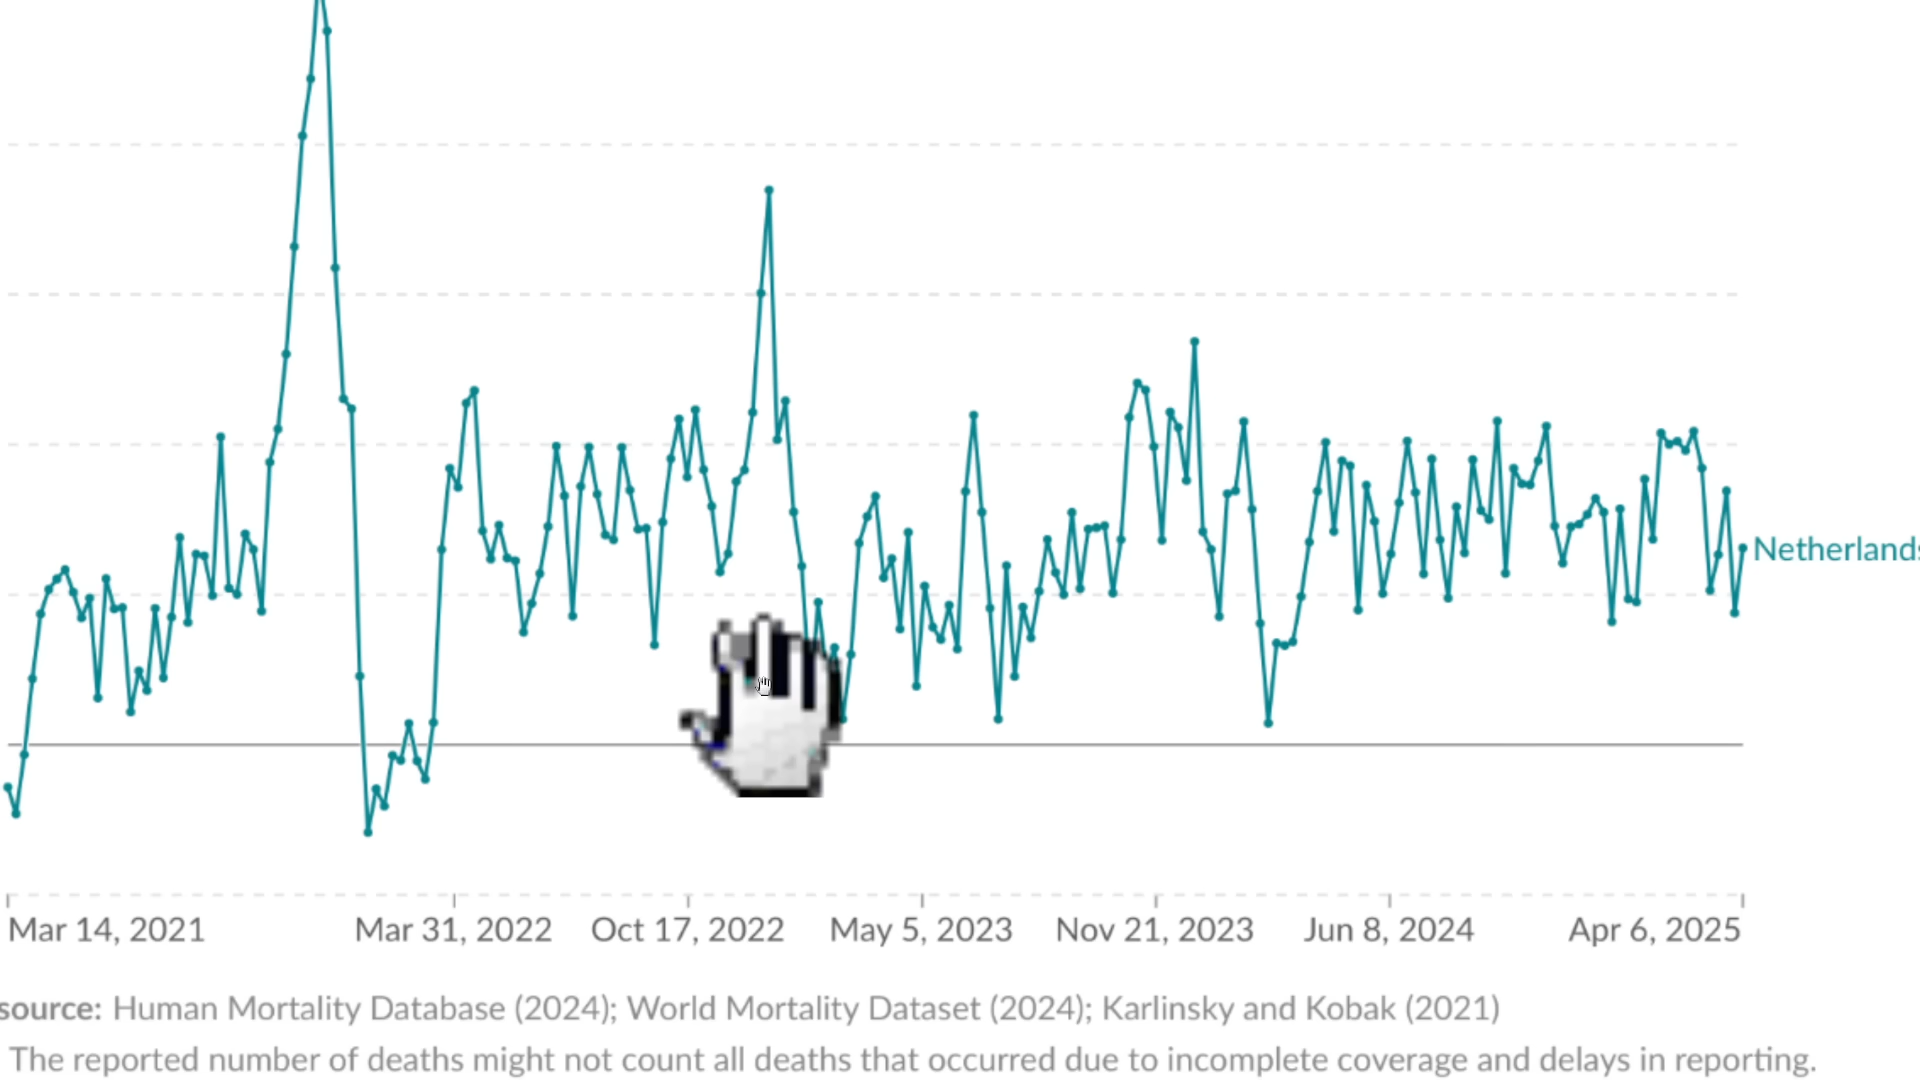 Netherlands
Mar 14, 2021 Mar 31, 2022 Oct 17, 2022 May 5, 2023 Nov 21, 2023 Jun 8, 2024 Apr 6, 2025
source: Human Mortality Database (2024); World Mortality Dataset (2024); Karlinsky and Kobak (2021)
The reported number of deaths might not count all deaths that occurred due to incomplete coverage and delays in reporting.